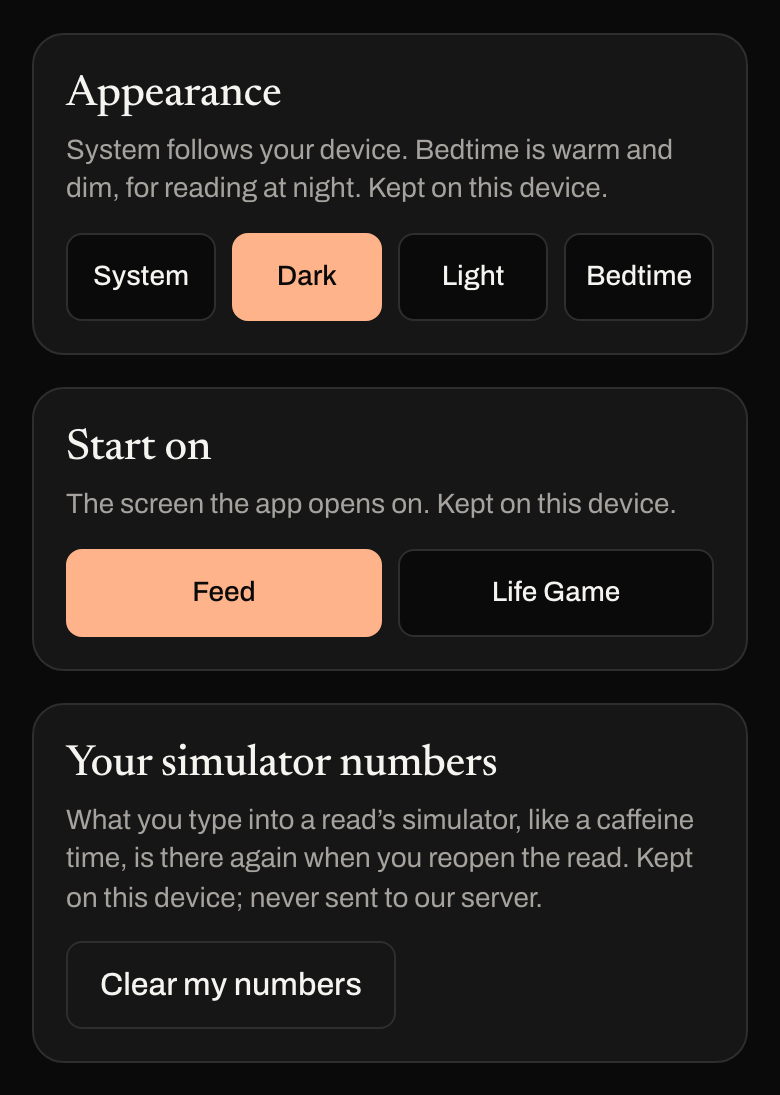 Appearance
System follows your device. Bedtime is warm and
dim, for reading at night. Kept on this device.
System
Dark
Light
Bedtime
Start on
The screen the app opens on. Kept on this device.
Feed
Life Game
Your simulator numbers
What you type into a read’s simulator, like a caffeine
time, is there again when you reopen the read. Kept
on this device; never sent to our server.
Clear my numbers